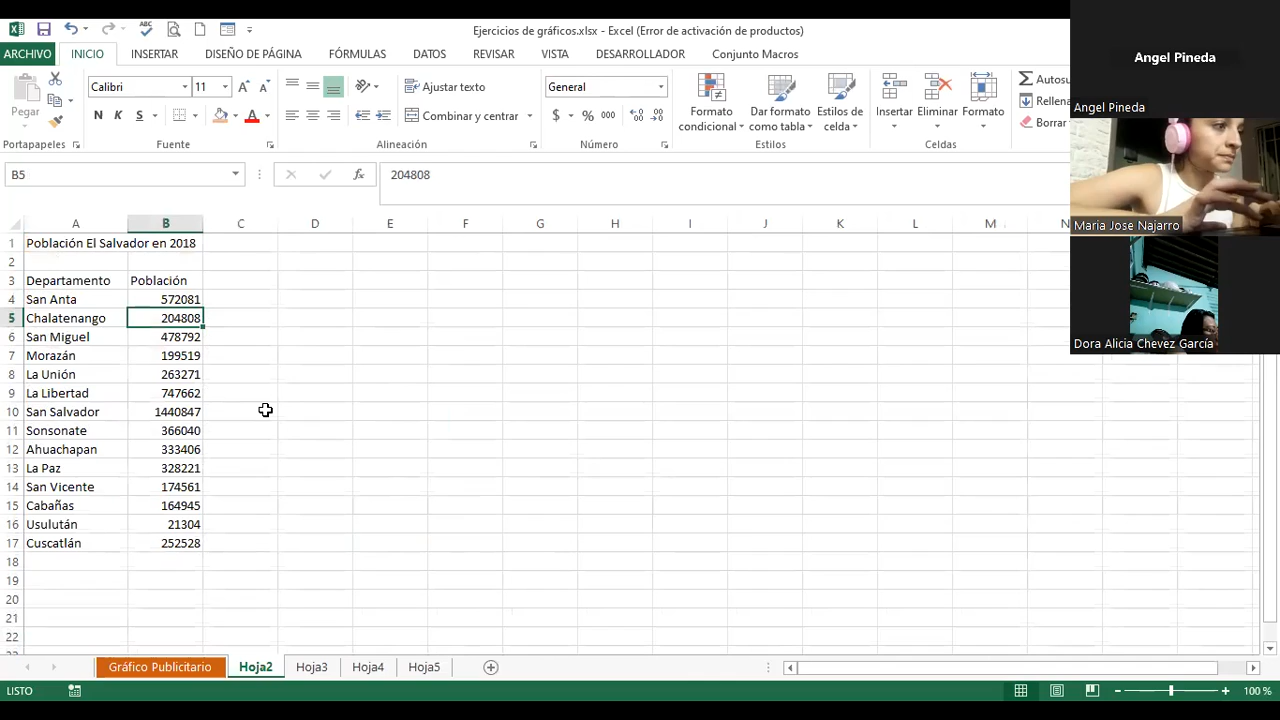 Ejercicios de gráficos.xlsx - Excel (Error de activación de productos)
ARCHIVO INICIO INSERTAR DISEÑO DE PÁGINA FÓRMULAS DATOS REVISAR VISTA DESARROLLADOR Conjunto Macros
Pegar
Calibri 11
N K S
Ajustar texto
Combinar y centrar
General
$ % 000
Formato condicional
Dar formato como tabla
Estilos de celda
Insertar Eliminar Formato
Autosu
Rellena
Borrar
Portapapeles Fuente Alineación Número Estilos Celdas
B5 fx 204808
A B C D E F G H I J K L M N
1 Población El Salvador en 2018
2
3 Departamento Población
4 San Anta 572081
5 Chalatenango 204808
6 San Miguel 478792
7 Morazán 199519
8 La Unión 263271
9 La Libertad 747662
10 San Salvador 1440847
11 Sonsonate 366040
12 Ahuachapan 333406
13 La Paz 328221
14 San Vicente 174561
15 Cabañas 164945
16 Usulután 21304
17 Cuscatlán 252528
18
19
20
21
22
Gráfico Publicitario Hoja2 Hoja3 Hoja4 Hoja5
LISTO 100 %
Angel Pineda
Angel Pineda
Maria Jose Najarro
Dora Alicia Chevez García